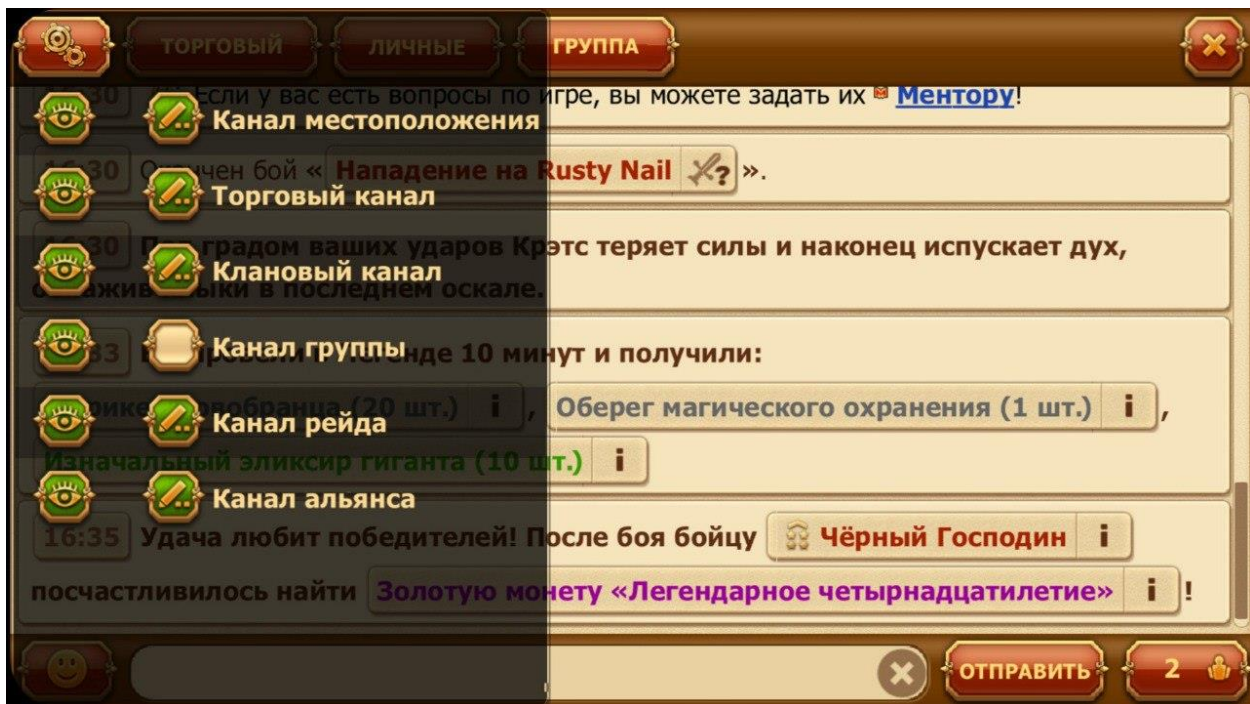 ТОРГОВЫЙ ЛИЧНЫЕ ГРУППА
Если у вас есть вопросы по игре, вы можете задать их Ментору!
Канал местоположения
Окончен бой « Нападение на Rusty Nail ? ».
Торговый канал
градом ваших ударов Крэтс теряет силы и наконец испускает дух,
Клановый канал
в последнем оскале.
Канал группы
10 минут и получили:
(20 шт.) i , Оберег магического охранения (1 шт.) i ,
Канал рейда
Изначальный эликсир гиганта (10 шт.) i
Канал альянса
16:35 Удача любит победителей! После боя бойцу Чёрный Господин i
посчастливилось найти Золотую монету «Легендарное четырнадцатилетие» i !
ОТПРАВИТЬ 2